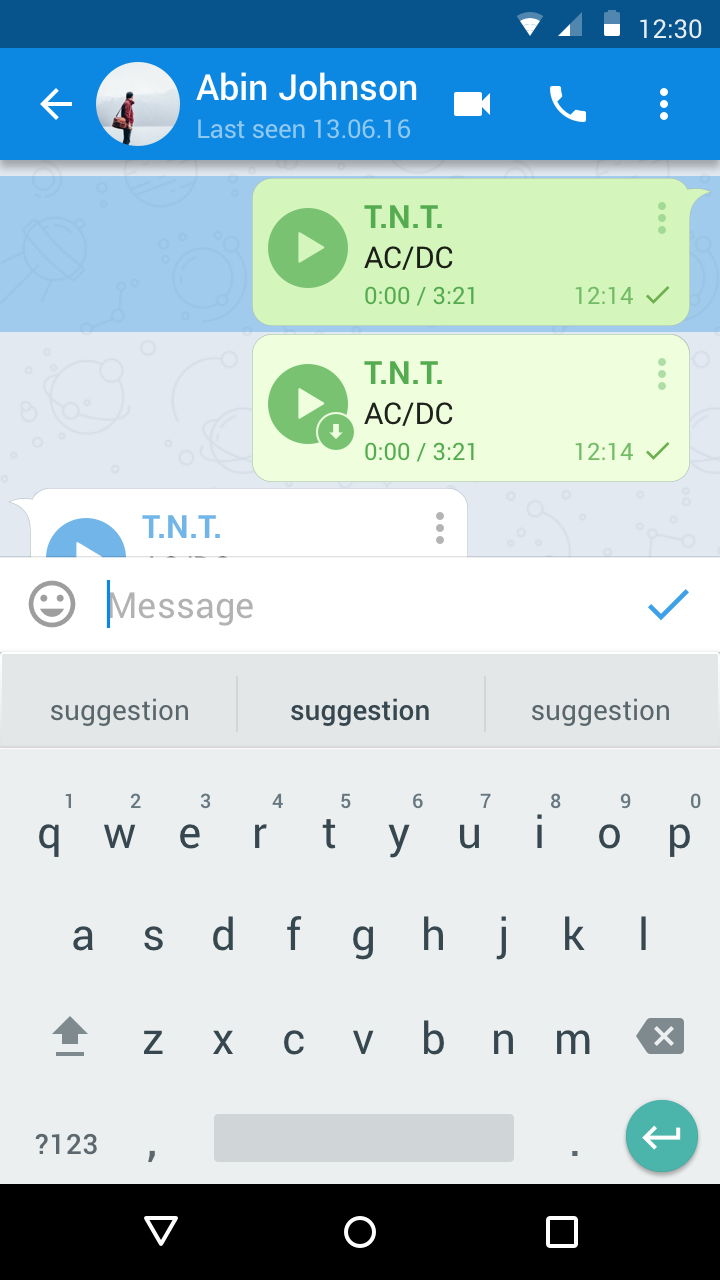 12:30
Abin Johnson
Last seen 13.06.16
T.N.T.
AC/DC
0:00 / 3:21 12:14
T.N.T.
AC/DC
0:00 / 3:21 12:14
T.N.T.
AC/DC
Message
suggestion suggestion suggestion
1 2 3 4 5 6 7 8 9 0
q w e r t y u i o p
a s d f g h j k l
z x c v b n m
?123 , .